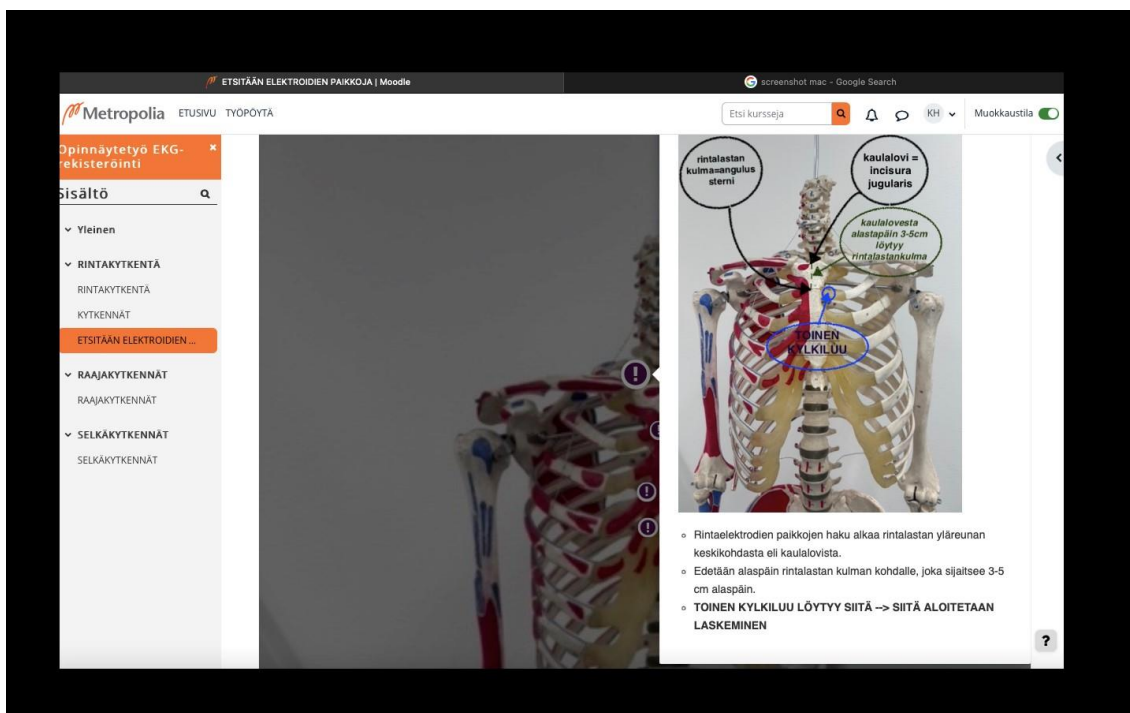 ETSITÄÄN ELEKTROIDIEN PAIKKOJA | Moodle
screenshot mac - Google Search
Metropolia
ETUSIVU
TYÖPÖYTÄ
Etsi kursseja
KH
Muokkaustila
Opinnäytetyö EKG-
rekisteröinti
Sisältö
Yleinen
RINTAKYTKENTÄ
RINTAKYTKENTÄ
KYTKENNÄT
ETSITÄÄN ELEKTROIDIEN ...
RAAJAKYTKENNÄT
RAAJAKYTKENNÄT
SELKÄKYTKENNÄT
SELKÄKYTKENNÄT
rintalastan
kulma=angulus
sterni
kaulalovi =
incisura
jugularis
kaulalovesta
alastapäin 3-5cm
löytyy
rintalastankulma
TOINEN
KYLKILUU
Rintaelektrodien paikkojen haku alkaa rintalastan yläreunan
keskikohdasta eli kaulalovista.
Edetään alaspäin rintalastan kulman kohdalle, joka sijaitsee 3-5
cm alaspäin.
TOINEN KYLKILUU LÖYTYY SIITÄ --> SIITÄ ALOITETAAN
LASKEMINEN
?